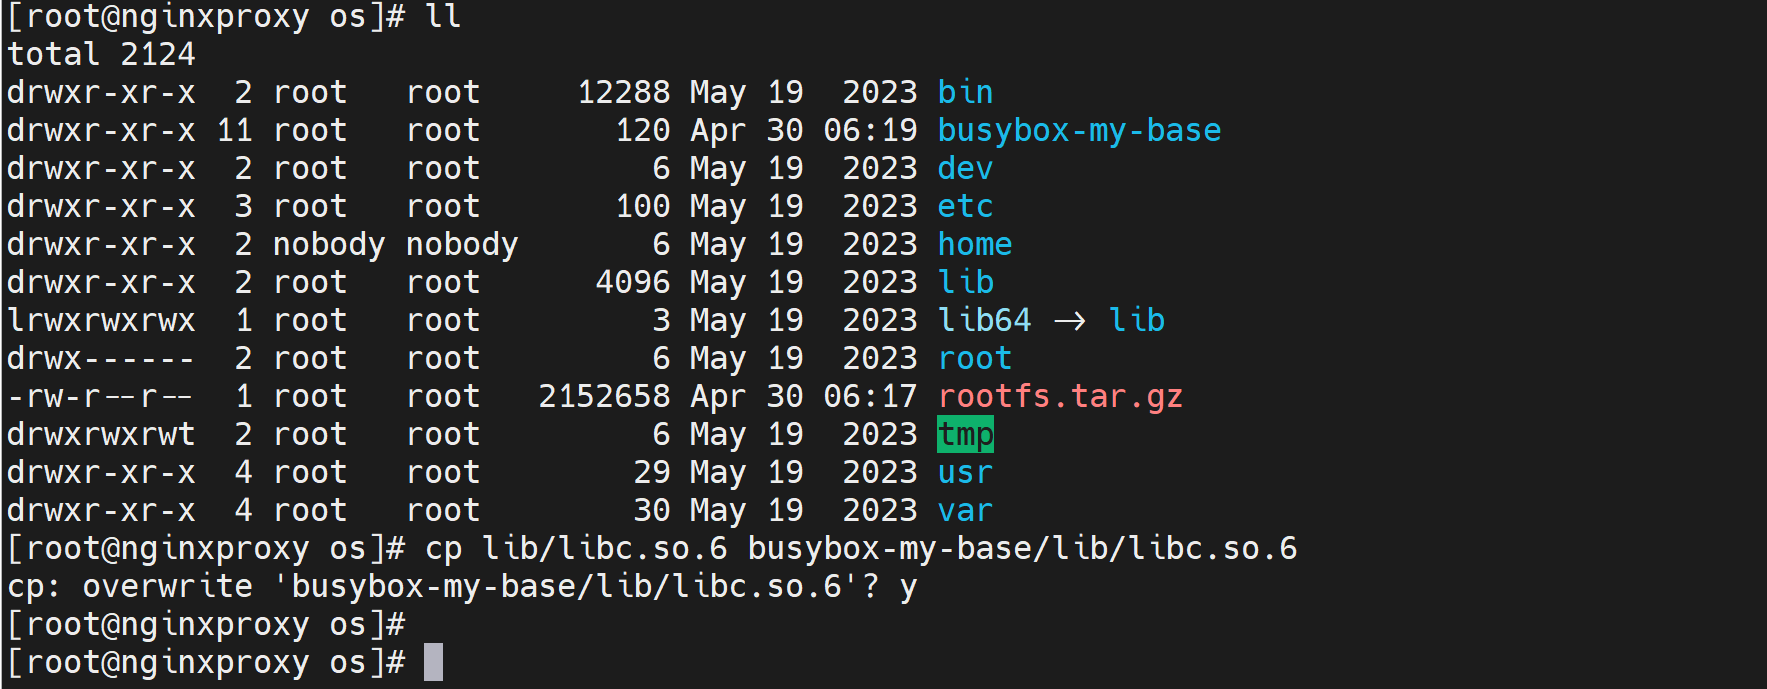 [root@nginxproxy os]# ll
total 2124
drwxr-xr-x  2 root   root     12288 May 19  2023 bin
drwxr-xr-x 11 root   root       120 Apr 30 06:19 busybox-my-base
drwxr-xr-x  2 root   root         6 May 19  2023 dev
drwxr-xr-x  3 root   root       100 May 19  2023 etc
drwxr-xr-x  2 nobody nobody       6 May 19  2023 home
drwxr-xr-x  2 root   root      4096 May 19  2023 lib
lrwxrwxrwx  1 root   root         3 May 19  2023 lib64 -> lib
drwx------  2 root   root         6 May 19  2023 root
-rw-r--r--  1 root   root   2152658 Apr 30 06:17 rootfs.tar.gz
drwxrwxrwt  2 root   root         6 May 19  2023 tmp
drwxr-xr-x  4 root   root        29 May 19  2023 usr
drwxr-xr-x  4 root   root        30 May 19  2023 var
[root@nginxproxy os]# cp lib/libc.so.6 busybox-my-base/lib/libc.so.6
cp: overwrite 'busybox-my-base/lib/libc.so.6'? y
[root@nginxproxy os]#
[root@nginxproxy os]#